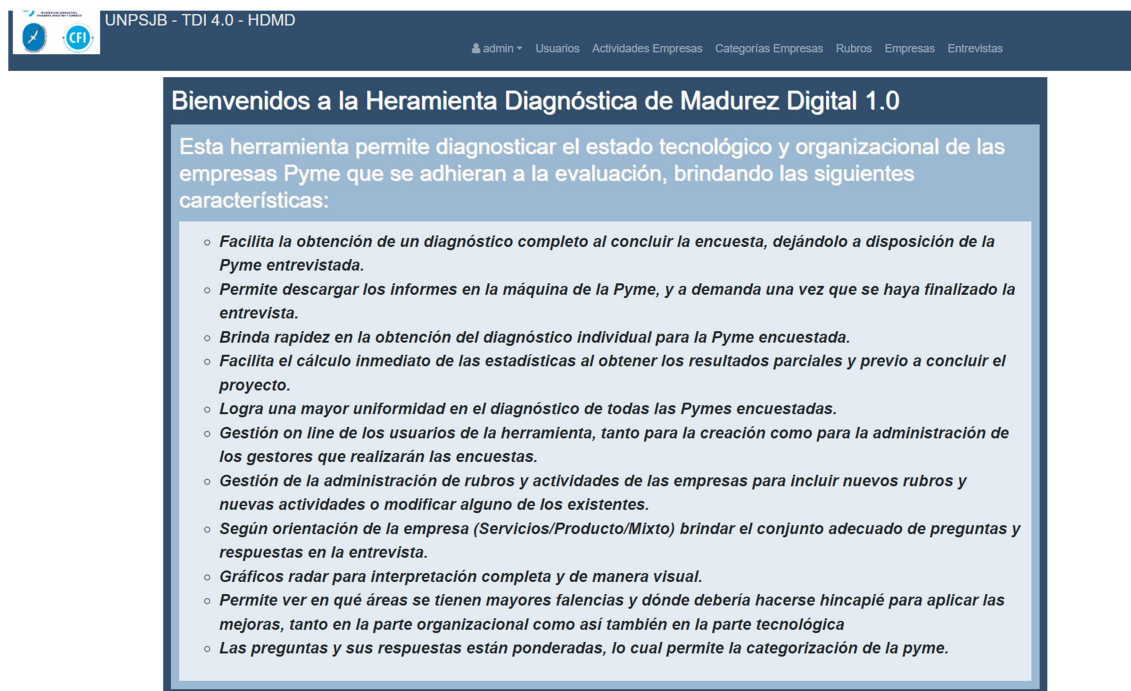 UNPSJB - TDI 4.0 - HDMD
CFI
admin Usuarios Actividades Empresas Categorías Empresas Rubros Empresas Entrevistas
Bienvenidos a la Heramienta Diagnóstica de Madurez Digital 1.0
Esta herramienta permite diagnosticar el estado tecnológico y organizacional de las
empresas Pyme que se adhieran a la evaluación, brindando las siguientes
características:
Facilita la obtención de un diagnóstico completo al concluir la encuesta, dejándolo a disposición de la
Pyme entrevistada.
Permite descargar los informes en la máquina de la Pyme, y a demanda una vez que se haya finalizado la
entrevista.
Brinda rapidez en la obtención del diagnóstico individual para la Pyme encuestada.
Facilita el cálculo inmediato de las estadísticas al obtener los resultados parciales y previo a concluir el
proyecto.
Logra una mayor uniformidad en el diagnóstico de todas las Pymes encuestadas.
Gestión on line de los usuarios de la herramienta, tanto para la creación como para la administración de
los gestores que realizarán las encuestas.
Gestión de la administración de rubros y actividades de las empresas para incluir nuevos rubros y
nuevas actividades o modificar alguno de los existentes.
Según orientación de la empresa (Servicios/Producto/Mixto) brindar el conjunto adecuado de preguntas y
respuestas en la entrevista.
Gráficos radar para interpretación completa y de manera visual.
Permite ver en qué áreas se tienen mayores falencias y dónde debería hacerse hincapié para aplicar las
mejoras, tanto en la parte organizacional como así también en la parte tecnológica
Las preguntas y sus respuestas están ponderadas, lo cual permite la categorización de la pyme.